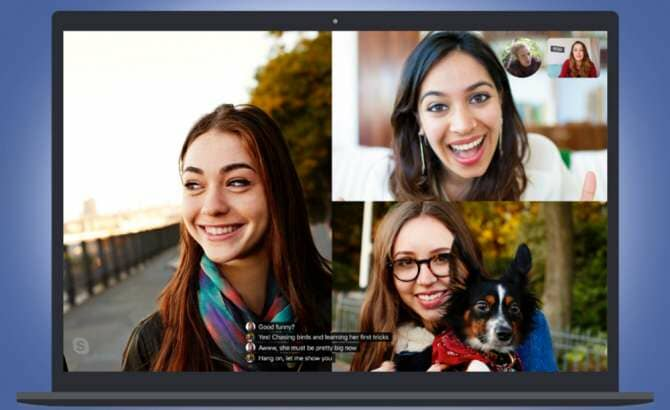 Good funny?
Yes! Chasing birds and learning her first tricks
Awww, she must be pretty big now
Hang on, let me show you